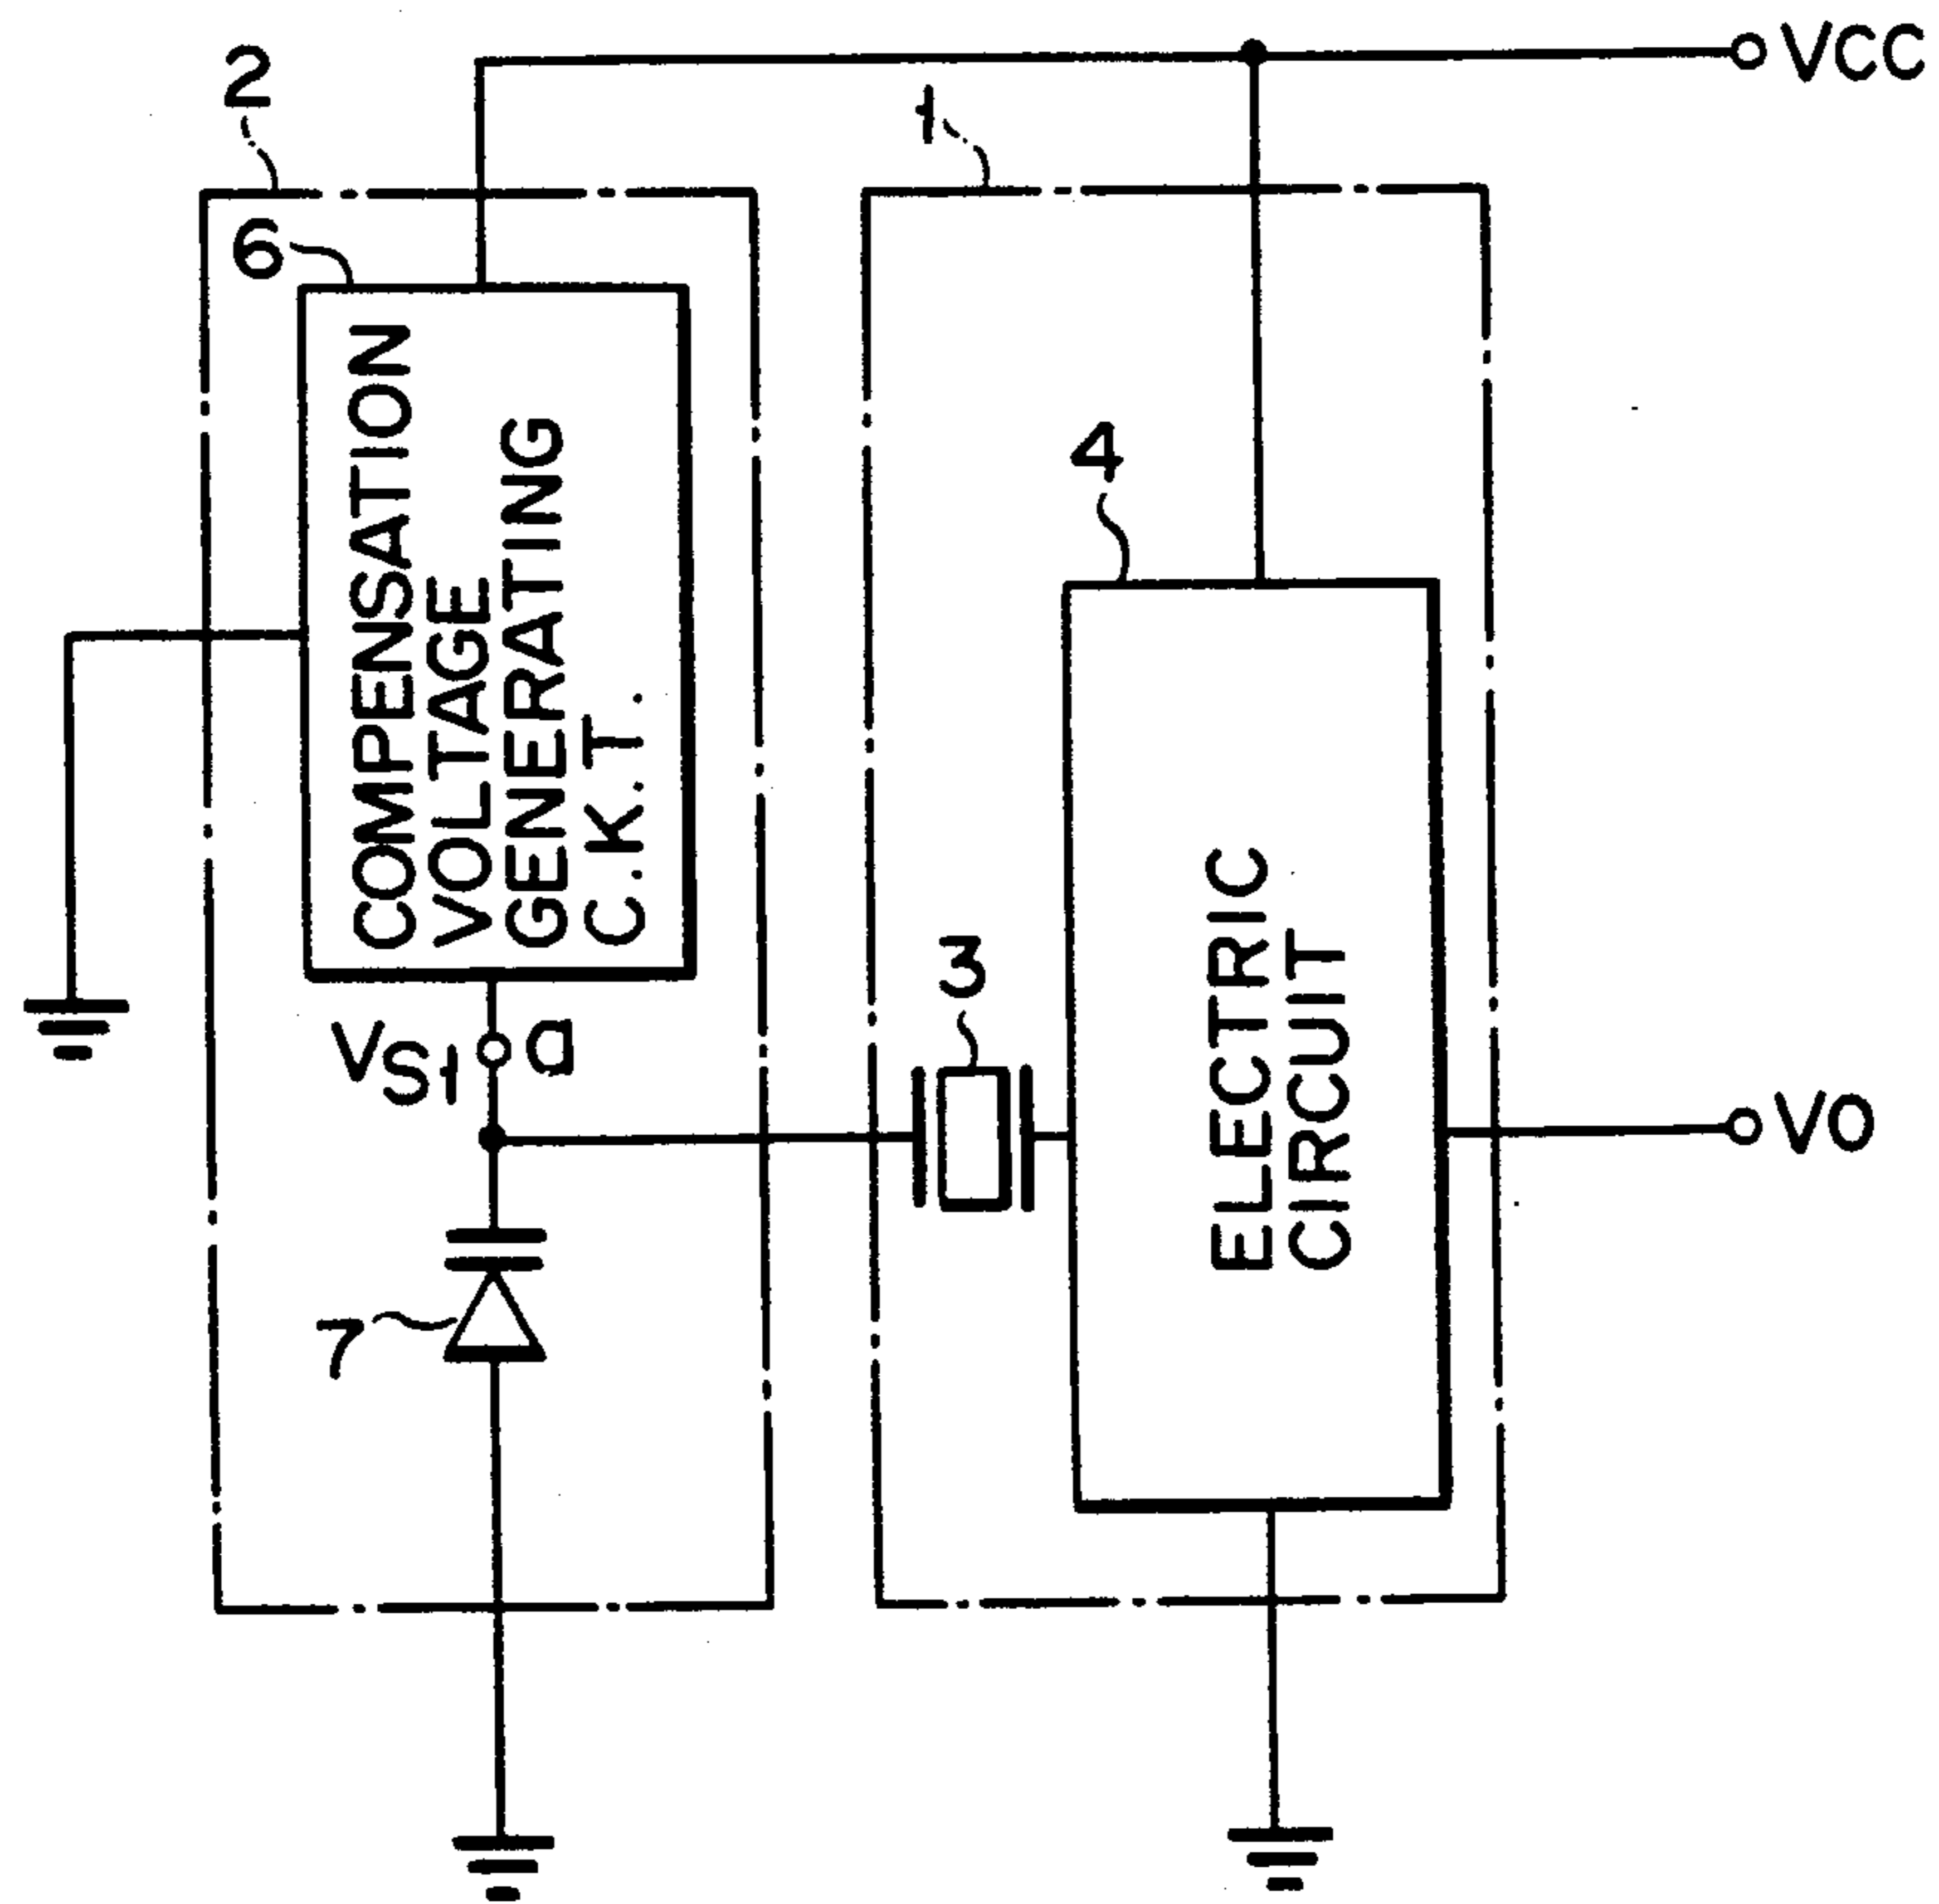 VCC
2
1
6
COMPENSATION
VOLTAGE
GENERATING
C.K.T.
4
3
VS1
a
ELECTRIC
CIRCUIT
VO
7